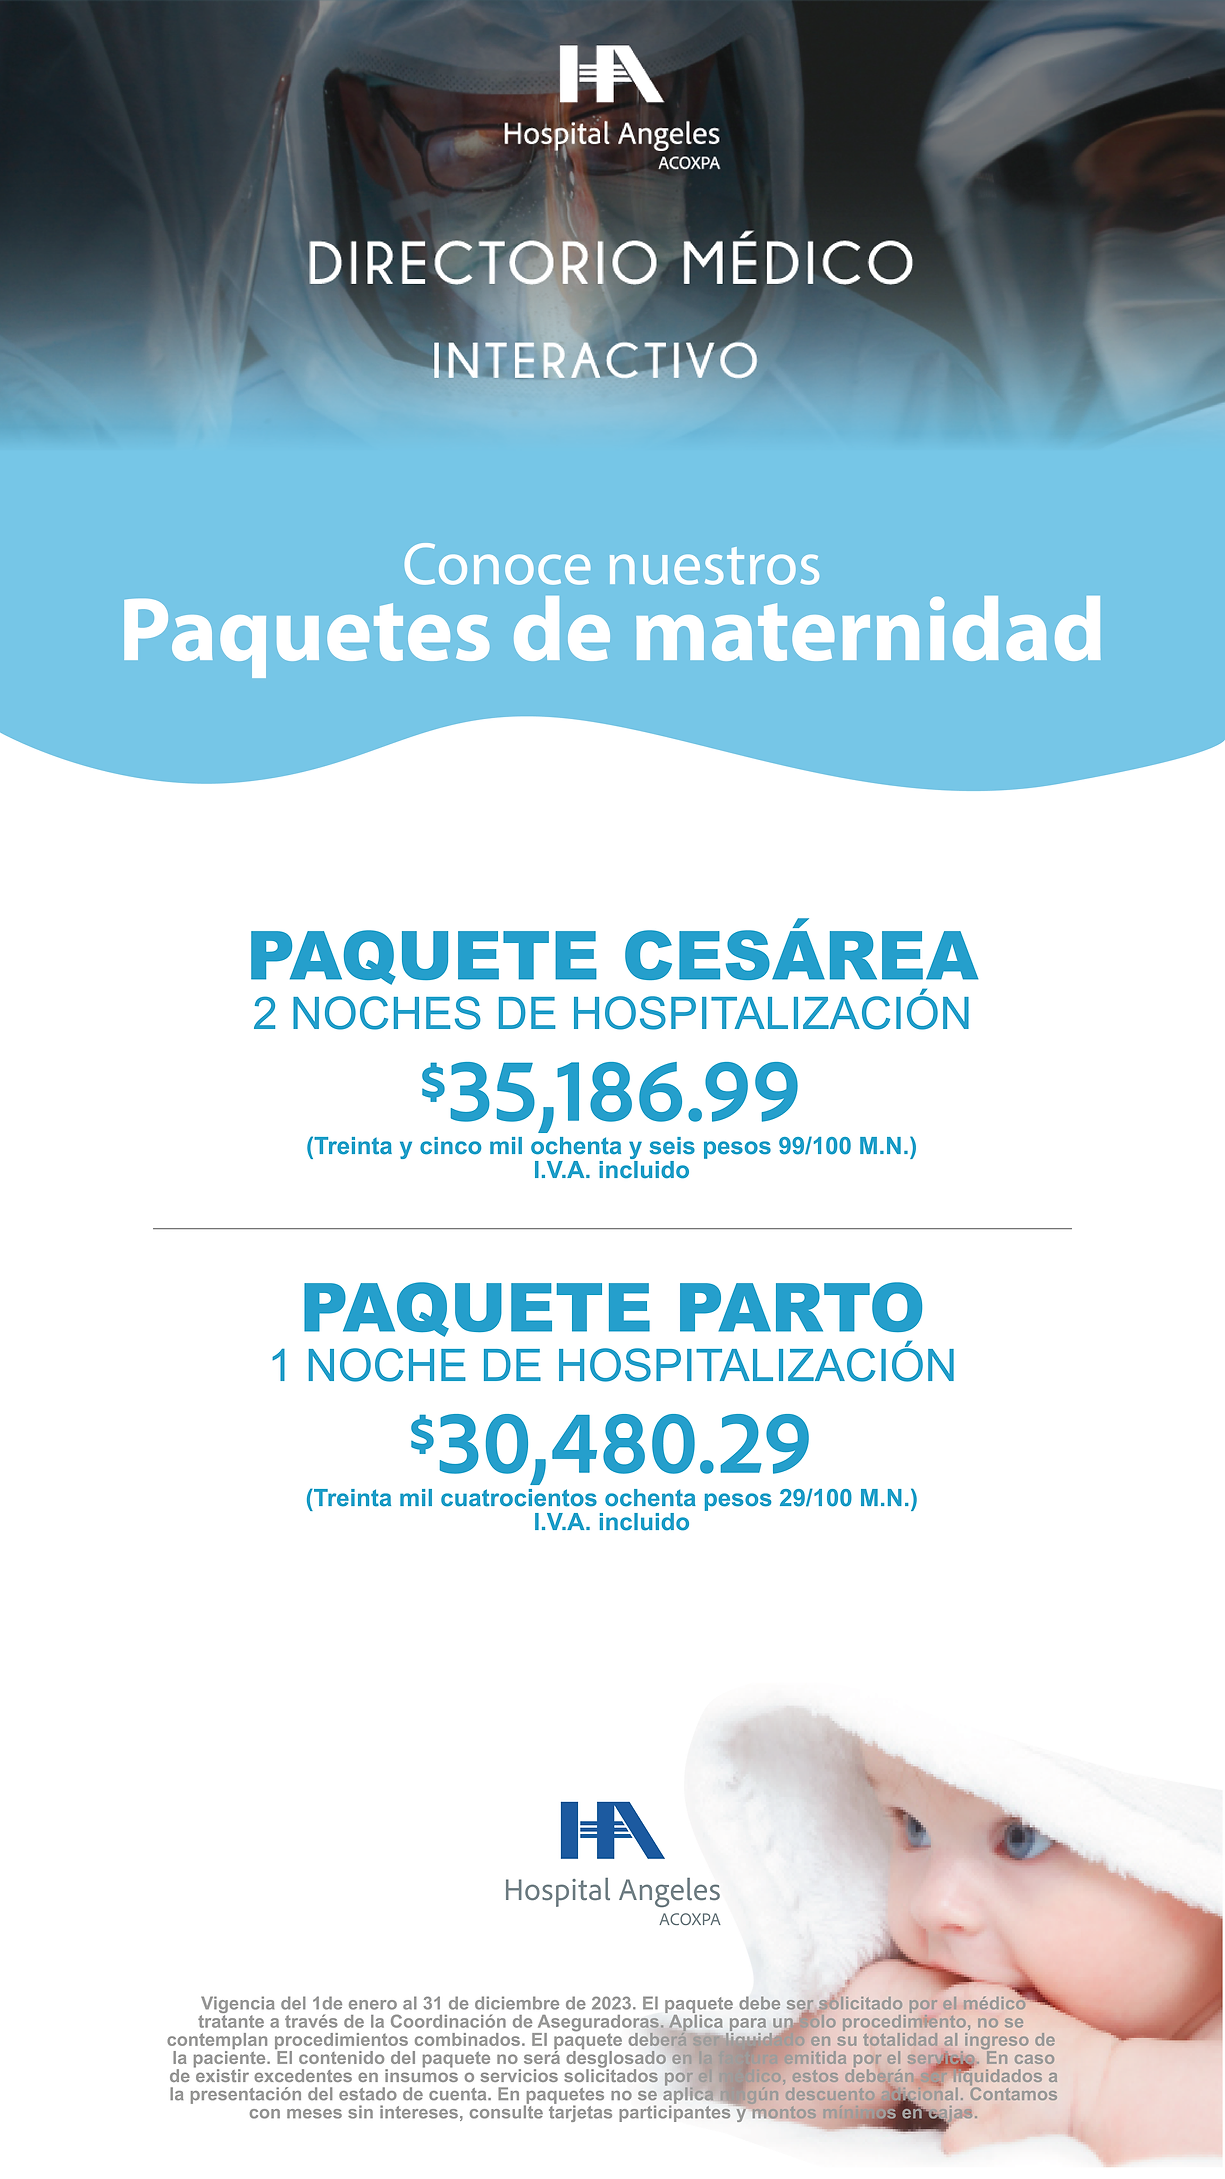 HA
Hospital Angeles
ACOXPA
DIRECTORIO MÉDICO
INTERACTIVO
Conoce nuestros
Paquetes de maternidad
PAQUETE CESÁREA
2 NOCHES DE HOSPITALIZACIÓN
$35,186.99
(Treinta y cinco mil ochenta y seis pesos 99/100 M.N.)
I.V.A. incluido
PAQUETE PARTO
1 NOCHE DE HOSPITALIZACIÓN
$30,480.29
(Treinta mil cuatrocientos ochenta pesos 29/100 M.N.)
I.V.A. incluido
HA
Hospital Angeles
ACOXPA
Vigencia del 1de enero al 31 de diciembre de 2023. El paquete debe ser solicitado por el médico
tratante a través de la Coordinación de Aseguradoras. Aplica para un solo procedimiento, no se
contemplan procedimientos combinados. El paquete deberá ser liquidado en su totalidad al ingreso de
la paciente. El contenido del paquete no será desglosado en la factura emitida por el servicio. En caso
de existir excedentes en insumos o servicios solicitados por el médico, estos deberán ser liquidados a
la presentación del estado de cuenta. En paquetes no se aplica ningún descuento adicional. Contamos
con meses sin intereses, consulte tarjetas participantes y montos mínimos en cajas.